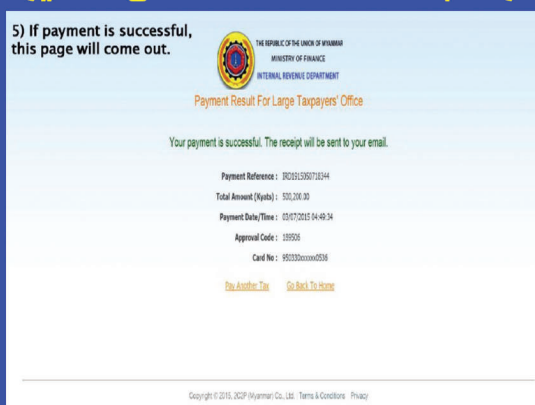 5) If payment is successful,
this page will come out.
THE REPUBLIC OF THE UNION OF MYANMAR
MINISTRY OF FINANCE
INTERNAL REVENUE DEPARTMENT
Payment Result For Large Taxpayers' Office
Your payment is successful. The receipt will be sent to your email.
Payment Reference : IRD1915050718344
Total Amount (Kyats) : 500,200.00
Payment Date/Time : 03/07/2015 04:49:34
Approval Code : 189506
Card No : 950330xxxxxx0536
Pay Another Tax Go Back To Home
Copyright © 2015, 2C2P (Myanmar) Co., Ltd. Terms & Conditions Privacy